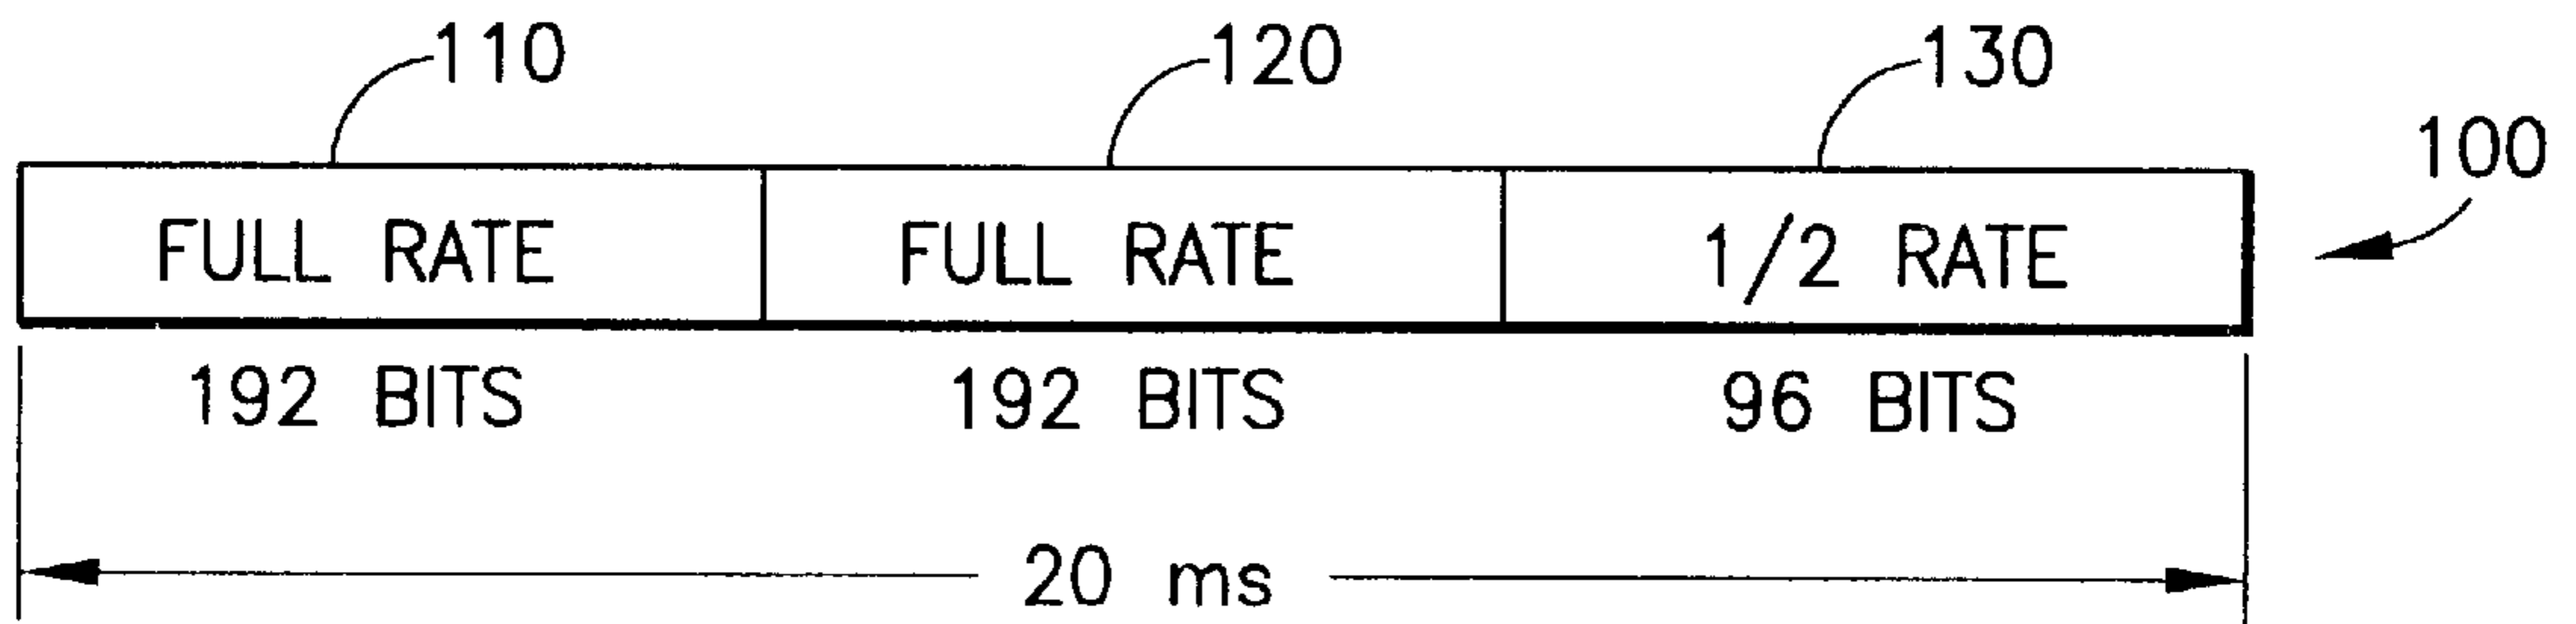 110 120 130
100
FULL RATE FULL RATE 1/2 RATE
192 BITS 192 BITS 96 BITS
20 ms